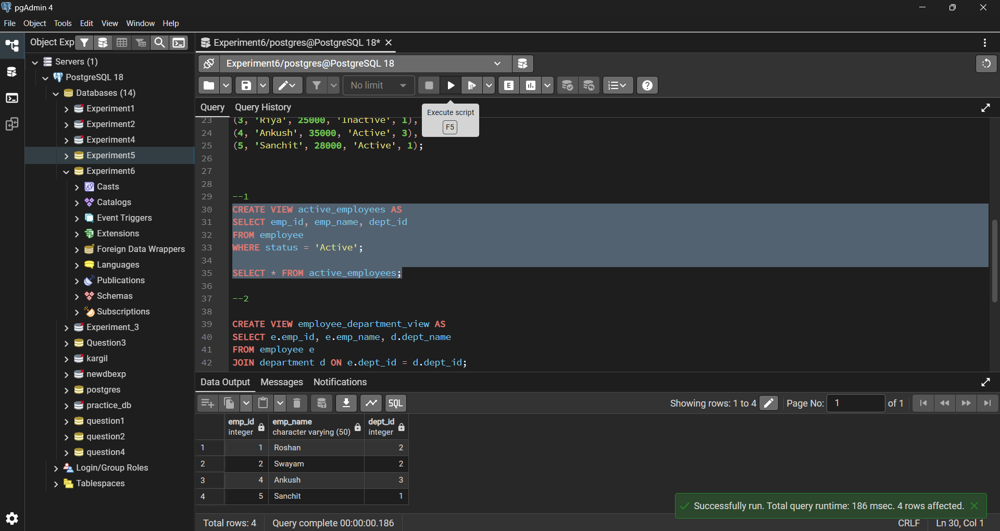 pgAdmin 4
File Object Tools Edit View Window Help
Object Exp
Experiment6/postgres@PostgreSQL 18*
Servers (1)
PostgreSQL 18
Databases (14)
Experiment1
Experiment2
Experiment4
Experiment5
Experiment6
Casts
Catalogs
Event Triggers
Extensions
Foreign Data Wrappers
Languages
Publications
Schemas
Subscriptions
Experiment_3
Question3
kargil
newdbexp
postgres
practice_db
question1
question2
question4
Login/Group Roles
Tablespaces
Experiment6/postgres@PostgreSQL 18
No limit
E
Query Query History
Execute script
F5
23 (3, 'Riya', 25000, 'Inactive', 1),
24 (4, 'Ankush', 35000, 'Active', 3),
25 (5, 'Sanchit', 28000, 'Active', 1);
26
27
28
29 --1
30 CREATE VIEW active_employees AS
31 SELECT emp_id, emp_name, dept_id
32 FROM employee
33 WHERE status = 'Active';
34
35 SELECT * FROM active_employees;
36
37 --2
38
39 CREATE VIEW employee_department_view AS
40 SELECT e.emp_id, e.emp_name, d.dept_name
41 FROM employee e
42 JOIN department d ON e.dept_id = d.dept_id;
Data Output Messages Notifications
SQL
Showing rows: 1 to 4 Page No: 1 of 1
emp_id emp_name dept_id
integer character varying (50) integer
1 1 Roshan 2
2 2 Swayam 2
3 4 Ankush 3
4 5 Sanchit 1
Successfully run. Total query runtime: 186 msec. 4 rows affected.
Total rows: 4 Query complete 00:00:00.186 CRLF Ln 30, Col 1